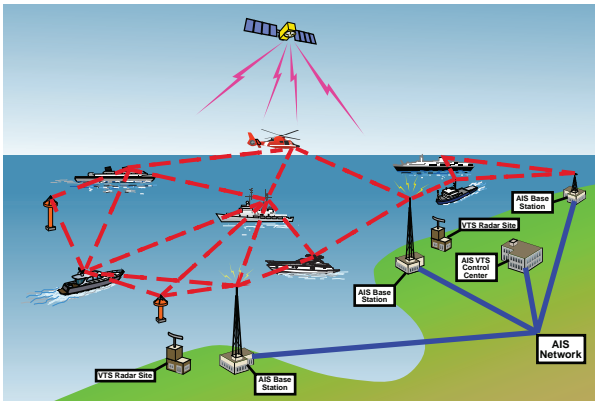 AIS Base
Station
VTS Radar Site
AIS VTS
Control
Center
AIS Base
Station
AIS
Network
VTS Radar Site
AIS Base
Station